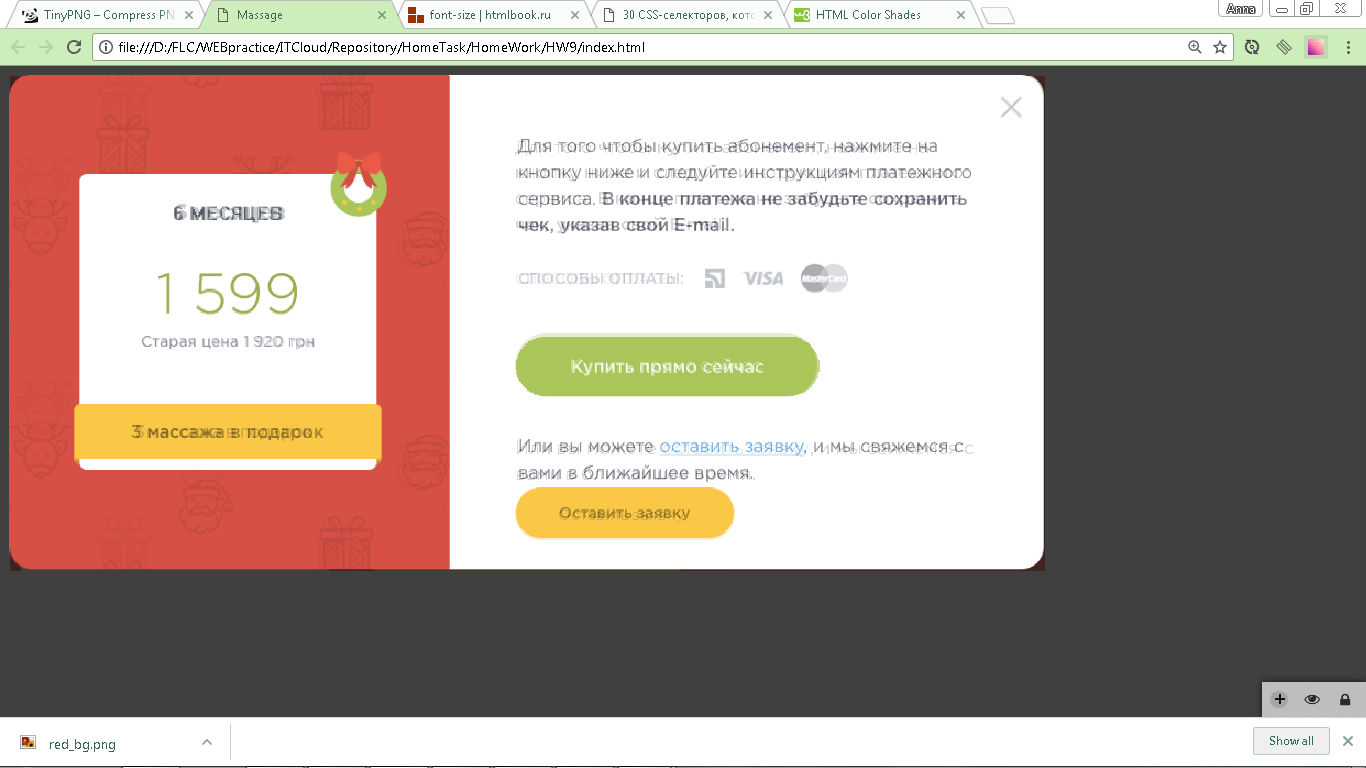 TinyPNG – Compress PN
Massage
font-size | htmlbook.ru
30 CSS-селекторов, кото
HTML Color Shades
Anna
file:///D:/FLC/WEBpractice/ITCloud/Repository/HomeTask/HomeWork/HW9/index.html
6 МЕСЯЦЕВ
1 599
Старая цена 1 920 грн
3 массажа в подарок
Для того чтобы купить абонемент, нажмите на
кнопку ниже и следуйте инструкциям платежного
сервиса. В конце платежа не забудьте сохранить
чек, указав свой E-mail.
СПОСОБЫ ОПЛАТЫ:
VISA
MasterCard
Купить прямо сейчас
Или вы можете оставить заявку, и мы свяжемся с
вами в ближайшее время.
Оставить заявку
red_bg.png
Show all